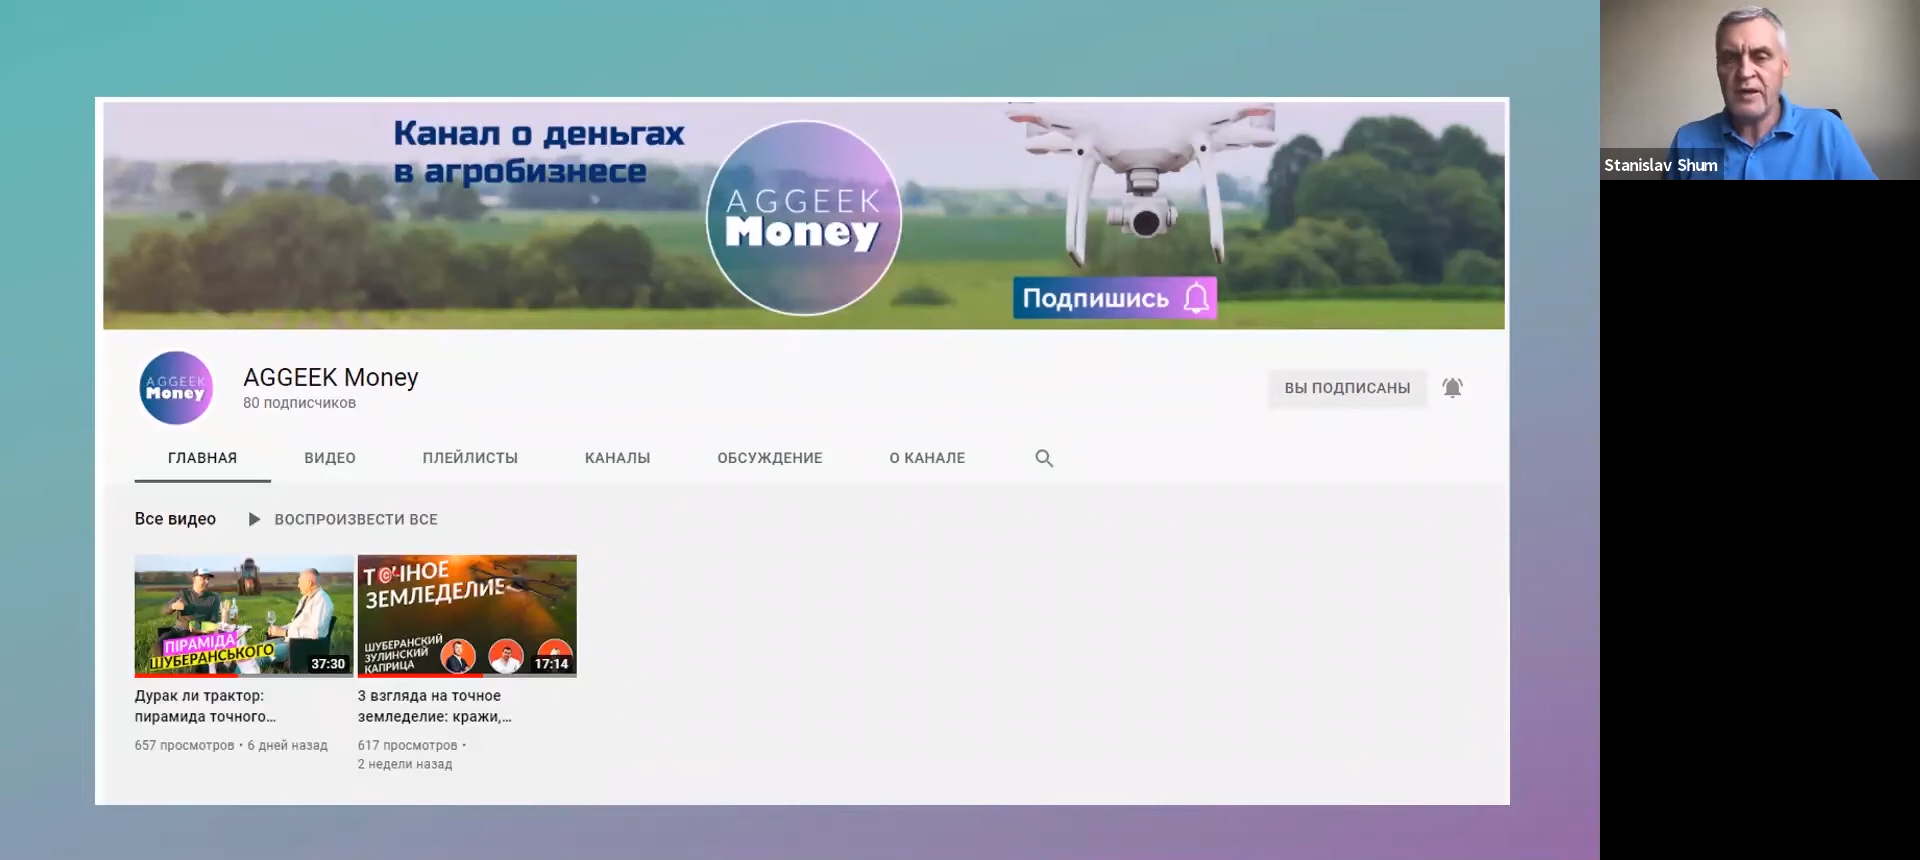 Канал о деньгах
в агробизнесе
AGGEEK
Money
Подпишись
Stanislav Shum
AGGEEK
Money
AGGEEK Money
80 подписчиков
ВЫ ПОДПИСАНЫ
ГЛАВНАЯ ВИДЕО ПЛЕЙЛИСТЫ КАНАЛЫ ОБСУЖДЕНИЕ О КАНАЛЕ
Все видео ВОСПРОИЗВЕСТИ ВСЕ
ПІРАМІДА
ШУБЕРАНСЬКОГО
37:30
ТОЧНОЕ
ЗЕМЛЕДЕЛИЕ
ШУБЕРАНСКИЙ
ЗУЛИНСКИЙ
КАПРИЦА
17:14
Дурак ли трактор:
пирамида точного...
657 просмотров • 6 дней назад
3 взгляда на точное
земледелие: кражи,...
617 просмотров •
2 недели назад